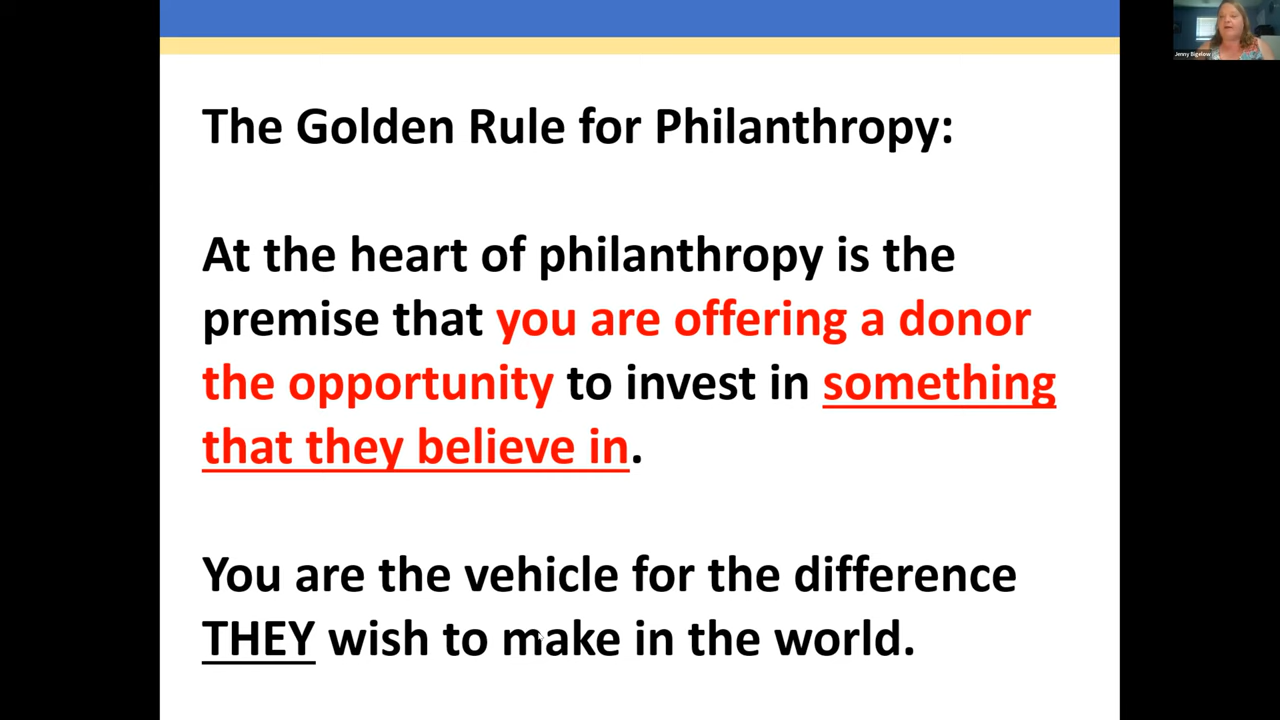 The Golden Rule for Philanthropy:
At the heart of philanthropy is the
premise that you are offering a donor
the opportunity to invest in something
that they believe in.
You are the vehicle for the difference
THEY wish to make in the world.
Jenny Bigelow